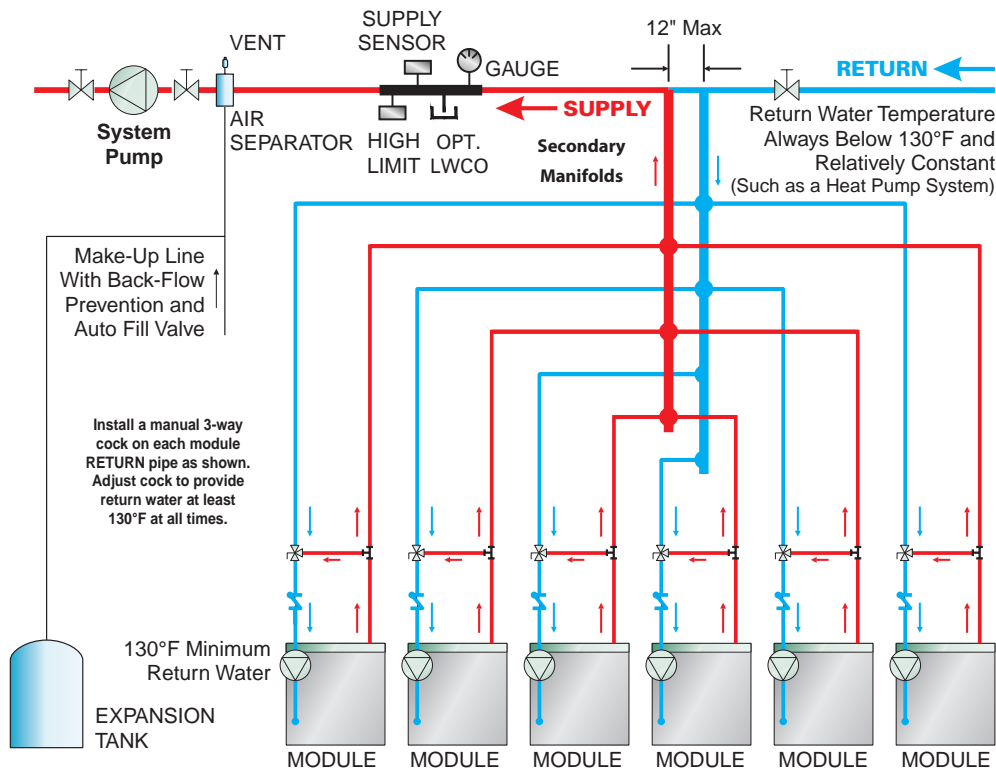 SUPPLY
SENSOR
VENT
GAUGE
12" Max
RETURN
SUPPLY
System
Pump
AIR
SEPARATOR
HIGH
LIMIT
OPT.
LWCO
Secondary
Manifolds
Return Water Temperature
Always Below 130°F and
Relatively Constant
(Such as a Heat Pump System)
Make-Up Line
With Back-Flow
Prevention and
Auto Fill Valve
Install a manual 3-way
cock on each module
RETURN pipe as shown.
Adjust cock to provide
return water at least
130°F at all times.
130°F Minimum
Return Water
EXPANSION
TANK
MODULE
MODULE
MODULE
MODULE
MODULE
MODULE